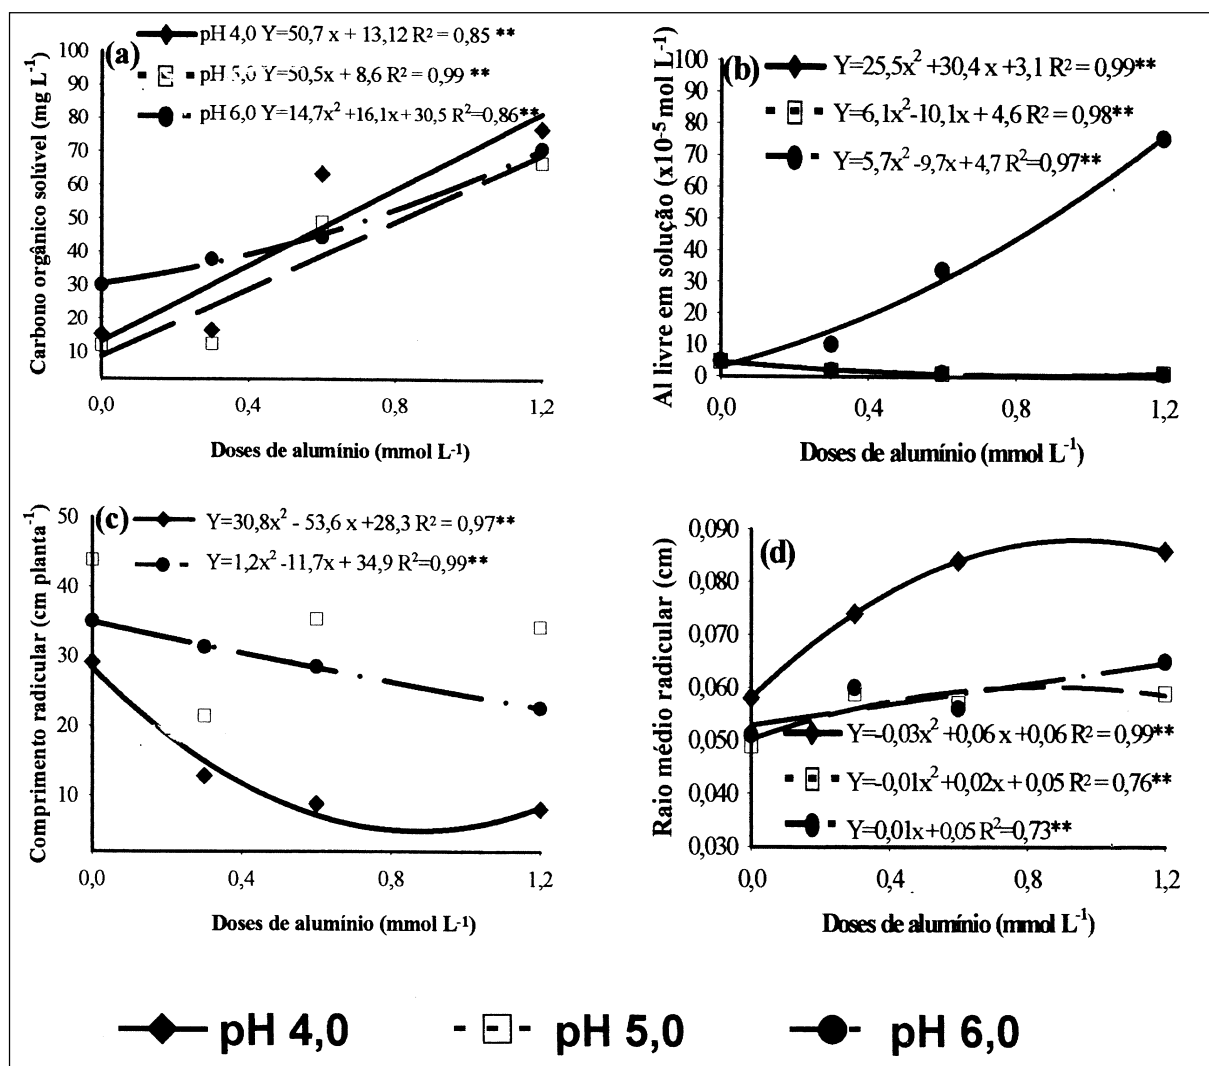 (a)
pH 4,0 Y=50,7 x + 13,12 R² = 0,85 **
pH 5,0 Y=50,5x + 8,6 R² = 0,99 **
pH 6,0 Y=14,7x² +16,1x+ 30,5 R²=0,86**
Carbono orgânico solúvel (mg L⁻¹)
100
90
80
70
60
50
40
30
20
10
0,0 0,4 0,8 1,2
Doses de alumínio (mmol L⁻¹)
(b)
Y=25,5x² +30,4 x +3,1 R² = 0,99**
Y=6,1x²-10,1x + 4,6 R² = 0,98**
Y=5,7x² -9,7x + 4,7 R²=0,97**
Al livre em solução (x10⁻⁵ mol L⁻¹)
100
90
80
70
60
50
40
30
20
10
0
0,0 0,4 0,8 1,2
Doses de alumínio (mmol L⁻¹)
(c)
Y=30,8x² - 53,6 x +28,3 R² = 0,97**
Y=1,2x² -11,7x + 34,9 R²=0,99**
Comprimento radicular (cm planta⁻¹)
50
40
30
20
10
0,0 0,4 0,8 1,2
Doses de alumínio (mmol L⁻¹)
(d)
Raio médio radicular (cm)
0,090
0,080
0,070
0,060
0,050
0,040
0,030
Y=-0,03x² +0,06 x +0,06 R² = 0,99**
Y=-0,01x² +0,02x + 0,05 R² = 0,76**
Y=0,01x +0,05 R²=0,73**
0,0 0,4 0,8 1,2
Doses de alumínio (mmol L⁻¹)
pH 4,0 pH 5,0 pH 6,0